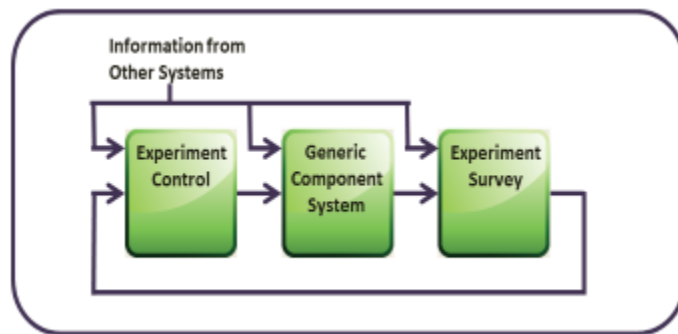 Information from
Other Systems
Experiment
Control
Generic
Component
System
Experiment
Survey